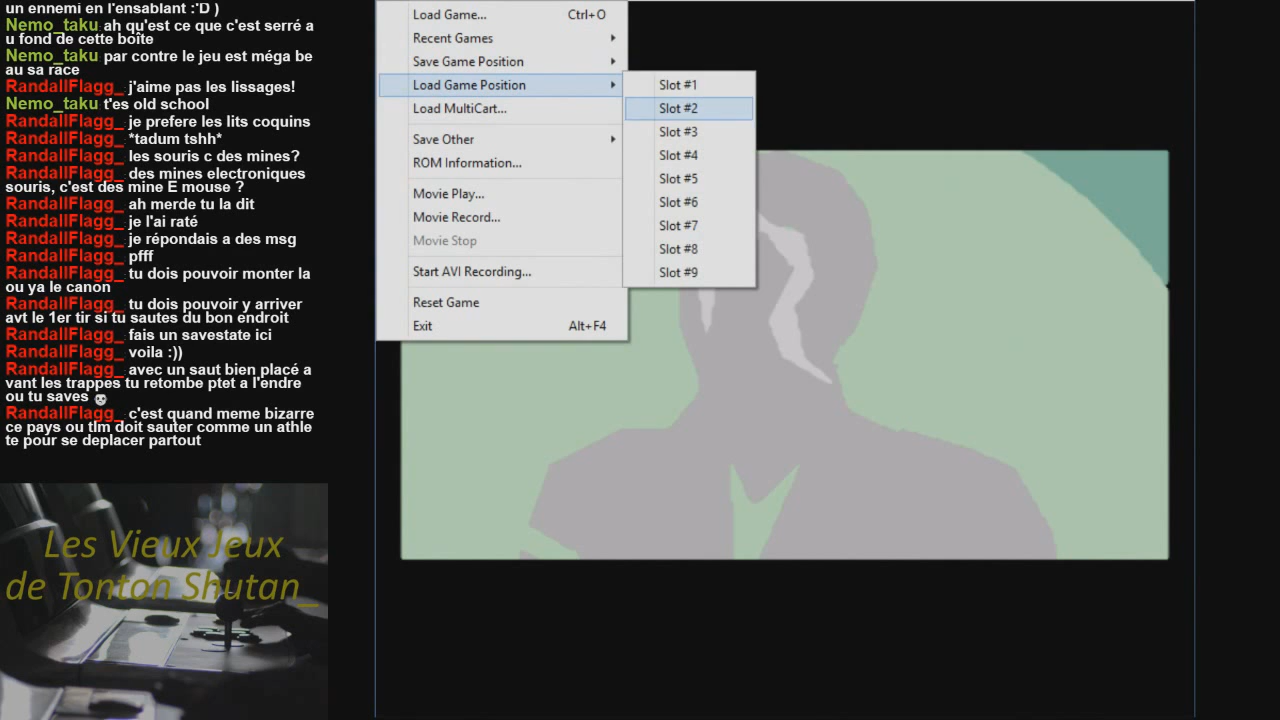 un ennemi en l'ensablant :'D )
Nemo_taku: ah qu'est ce que c'est serré a
u fond de cette boîte
Nemo_taku: par contre le jeu est méga be
au sa race
RandallFlagg_: j'aime pas les lissages!
Nemo_taku: t'es old school
RandallFlagg_: je prefere les lits coquins
RandallFlagg_: *tadum tshh*
RandallFlagg_: les souris c des mines?
RandallFlagg_: des mines electroniques
souris, c'est des mine E mouse ?
RandallFlagg_: ah merde tu la dit
RandallFlagg_: je l'ai raté
RandallFlagg_: je répondais a des msg
RandallFlagg_: pfff
RandallFlagg_: tu dois pouvoir monter la
ou ya le canon
RandallFlagg_: tu dois pouvoir y arriver
avt le 1er tir si tu sautes du bon endroit
RandallFlagg_: fais un savestate ici
RandallFlagg_: voila :))
RandallFlagg_: avec un saut bien placé a
vant les trappes tu retombe ptet a l'endre
ou tu saves
RandallFlagg_: c'est quand meme bizarre
ce pays ou tlm doit sauter comme un athle
te pour se deplacer partout
Les Vieux Jeux
de Tonton Shutan_
Load Game... Ctrl+O
Recent Games
Save Game Position
Load Game Position
Load MultiCart...
Save Other
ROM Information...
Movie Play...
Movie Record...
Movie Stop
Start AVI Recording...
Reset Game
Exit Alt+F4
Slot #1
Slot #2
Slot #3
Slot #4
Slot #5
Slot #6
Slot #7
Slot #8
Slot #9